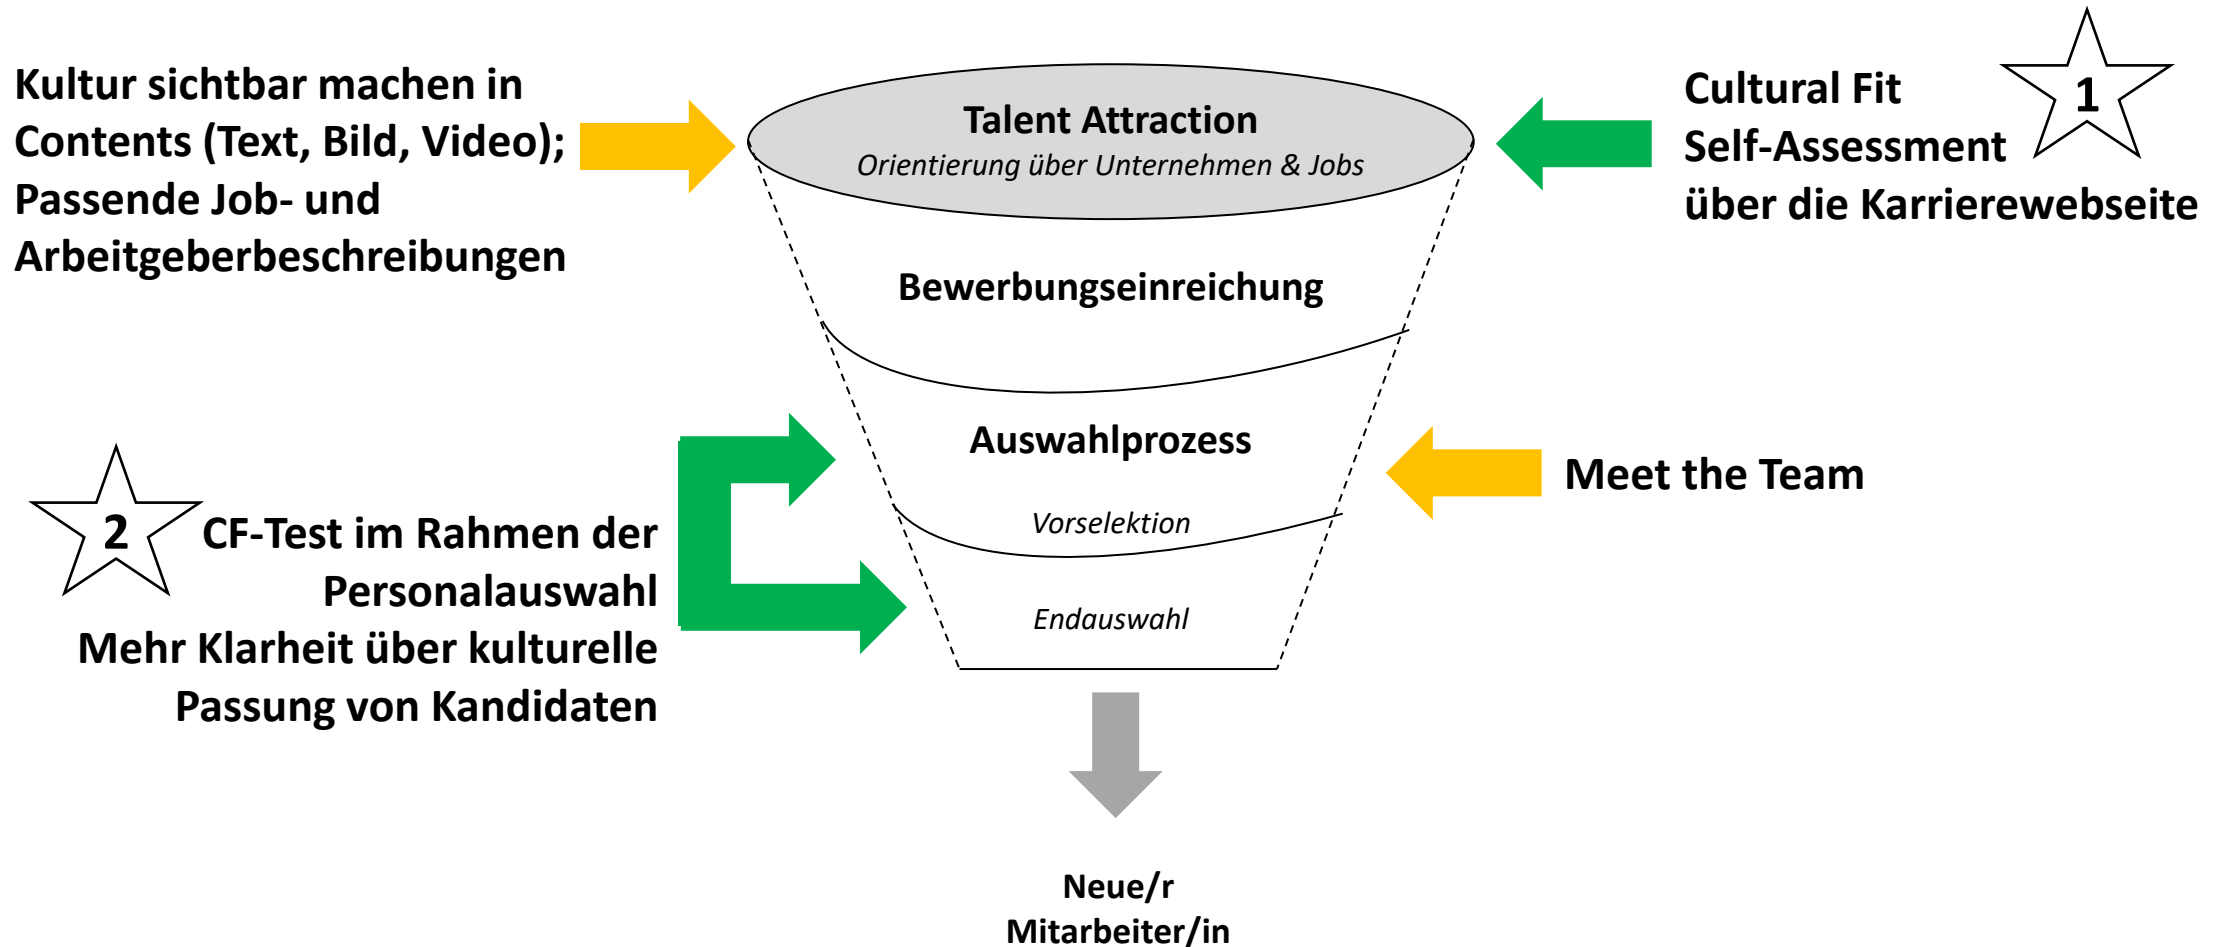 Kultur sichtbar machen in
Contents (Text, Bild, Video);
Passende Job- und
Arbeitgeberbeschreibungen
Talent Attraction
Orientierung über Unternehmen & Jobs
Cultural Fit
Self-Assessment
über die Karrierewebseite
1
Bewerbungseinreichung
Auswahlprozess
Vorselektion
Endauswahl
Meet the Team
2
CF-Test im Rahmen der
Personalauswahl
Mehr Klarheit über kulturelle
Passung von Kandidaten
Neue/r
Mitarbeiter/in